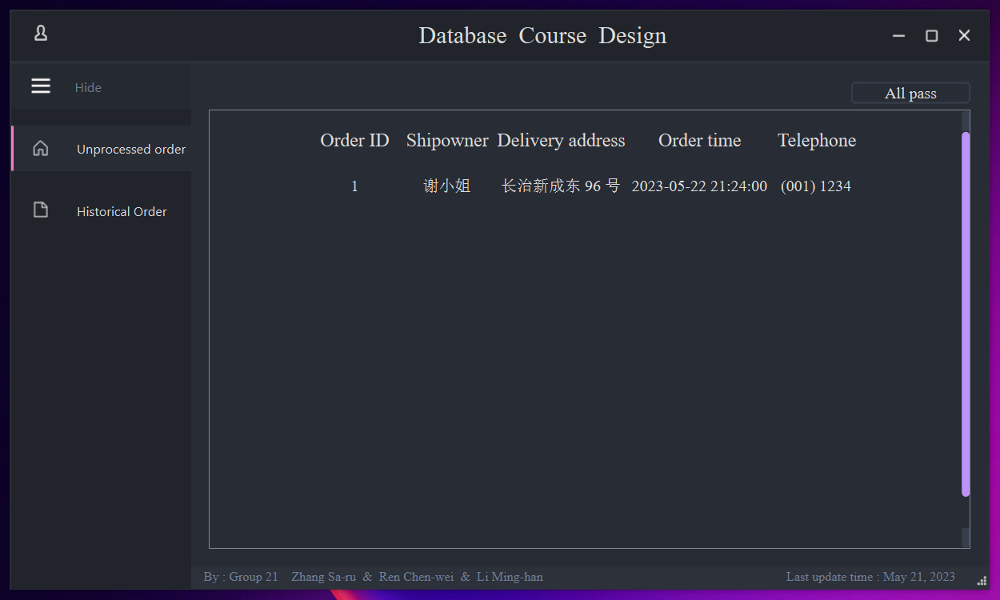 Database Course Design
Hide
All pass
Unprocessed order
Historical Order
Order ID Shipowner Delivery address Order time Telephone
1 谢小姐 长治新成东 96 号 2023-05-22 21:24:00 (001) 1234
By : Group 21 Zhang Sa-ru & Ren Chen-wei & Li Ming-han
Last update time : May 21, 2023